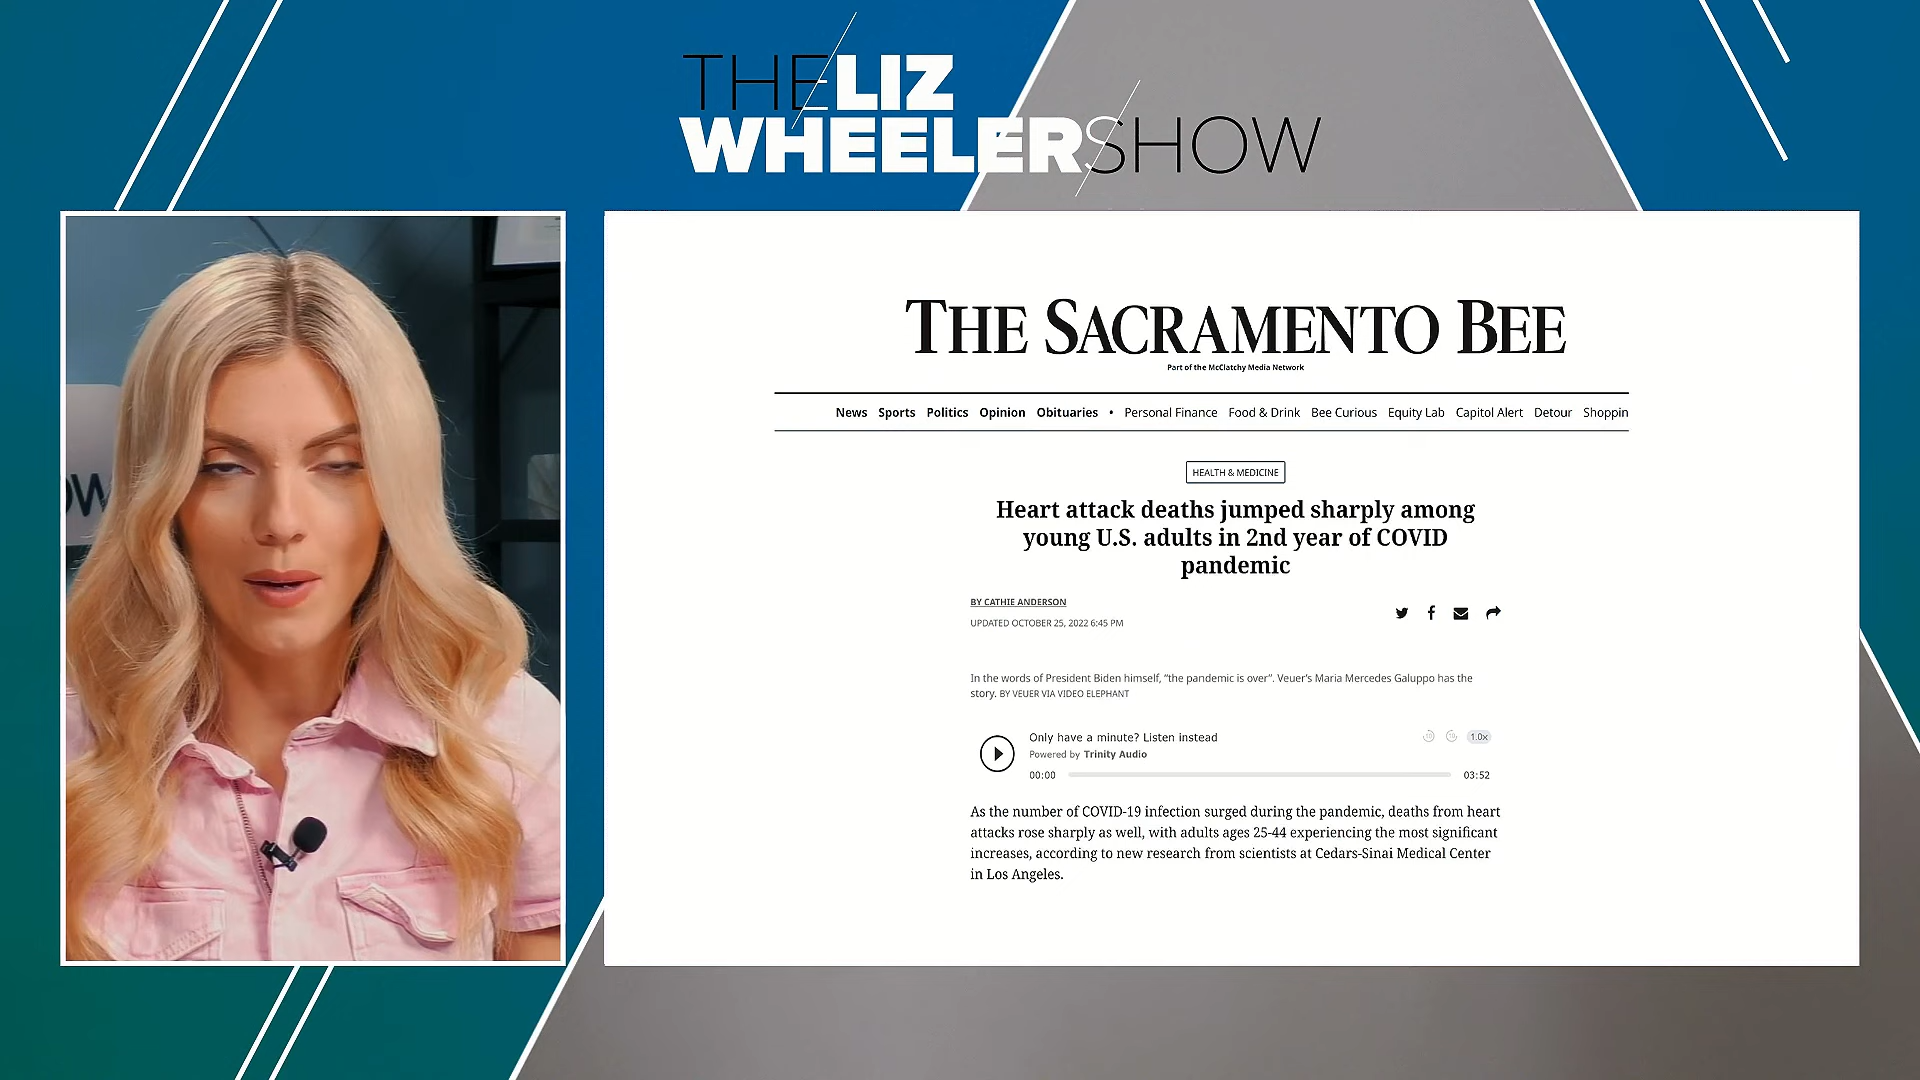 THE LIZ
WHEELER SHOW
OW
THE SACRAMENTO BEE
Part of the McClatchy Media Network
News Sports Politics Opinion Obituaries • Personal Finance Food & Drink Bee Curious Equity Lab Capitol Alert Detour Shoppin
HEALTH & MEDICINE
Heart attack deaths jumped sharply among
young U.S. adults in 2nd year of COVID
pandemic
BY CATHIE ANDERSON
UPDATED OCTOBER 25, 2022 6:45 PM
In the words of President Biden himself, “the pandemic is over”. Veuer’s Maria Mercedes Galuppo has the
story. BY VEUER VIA VIDEO ELEPHANT
Only have a minute? Listen instead
Powered by Trinity Audio
1.0x
00:00
03:52
As the number of COVID-19 infection surged during the pandemic, deaths from heart
attacks rose sharply as well, with adults ages 25-44 experiencing the most significant
increases, according to new research from scientists at Cedars-Sinai Medical Center
in Los Angeles.